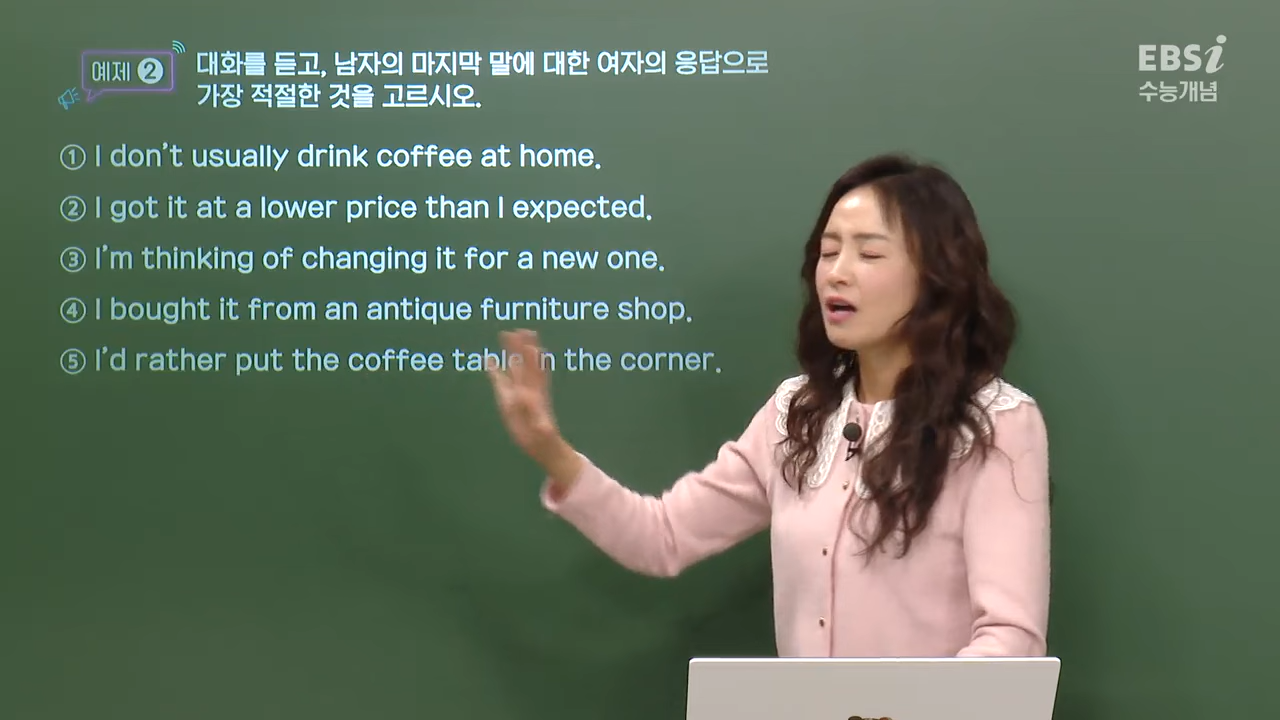 예제 2
대화를 듣고, 남자의 마지막 말에 대한 여자의 응답으로
가장 적절한 것을 고르시오.
① I don't usually drink coffee at home.
② I got it at a lower price than I expected.
③ I'm thinking of changing it for a new one.
④ I bought it from an antique furniture shop.
⑤ I'd rather put the coffee table in the corner.
EBSi
수능개념